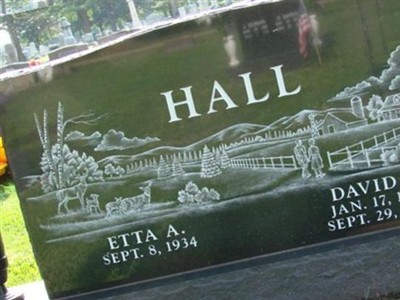 HALL
ETTA A.
SEPT. 8, 1934
DAVID
JAN. 17,
SEPT. 29,